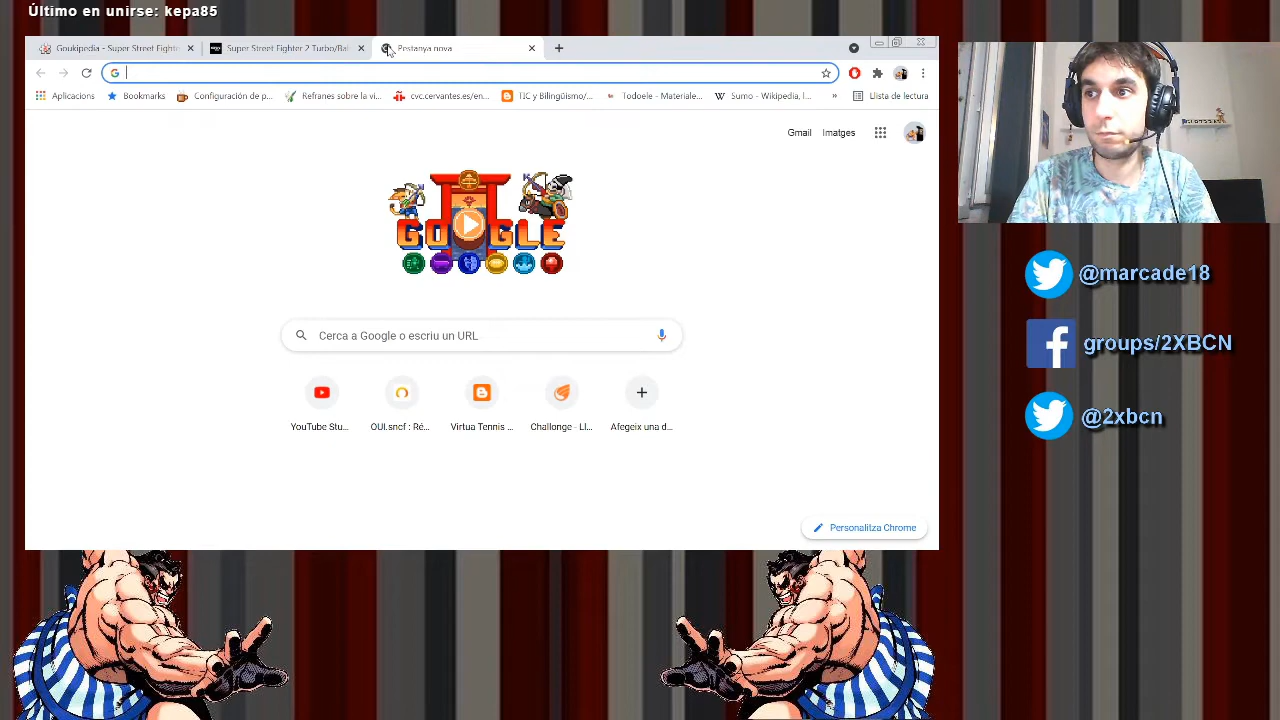 Último en unirse: kepa85
Goukipedia - Super Street Fighte
Super Street Fighter 2 Turbo/Bal
Pestanya nova
Aplicacions
Bookmarks
Configuración de p...
Refranes sobre la vi...
cvc.cervantes.es/en...
TIC y Bilingüismo/...
Todoele - Materiale...
Sumo - Wikipedia, l...
»
Llista de lectura
Gmail
Imatges
GOOGLE
Cerca a Google o escriu un URL
YouTube Stu...
OUI.sncf : Ré...
Virtua Tennis ...
Challonge - Ll...
Afegeix una d...
Personalitza Chrome
@marcade18
groups/2XBCN
@2xbcn